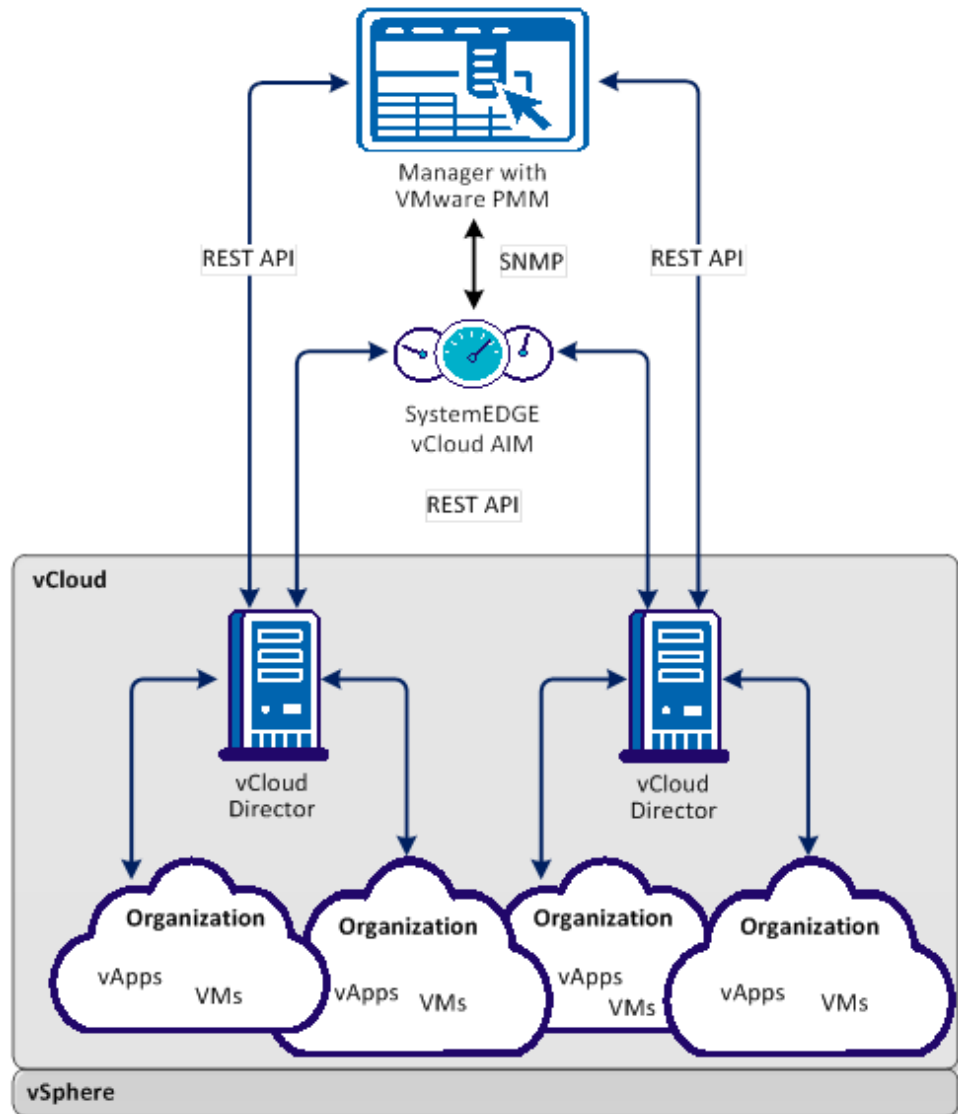 Manager with
VMware PMM
REST API
SNMP
REST API
SystemEDGE
vCloud AIM
REST API
vCloud
vCloud
Director
vCloud
Director
Organization
vApps
VMs
Organization
vApps
VMs
Organization
vApps
VMs
Organization
vApps
VMs
vSphere